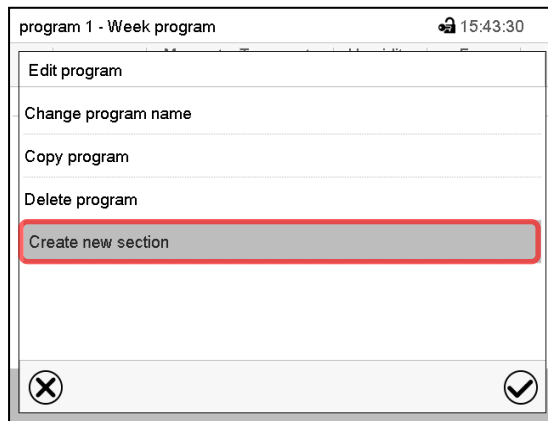 program 1 - Week program 15:43:30
Edit program
Change program name
Copy program
Delete program
Create new section